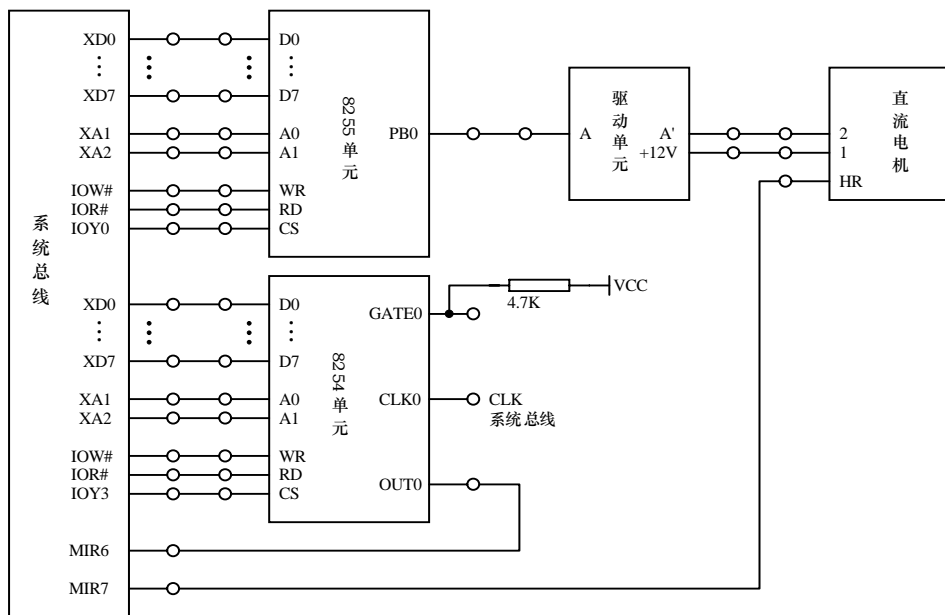 系统总线
XD0
XD7
XA1
XA2
IOW#
IOR#
IOY0
XD0
XD7
XA1
XA2
IOW#
IOR#
IOY3
MIR6
MIR7
D0
D7
A0
A1
WR
RD
CS
8255单元
PB0
D0
D7
A0
A1
WR
RD
CS
8254单元
GATE0
CLK0
OUT0
4.7K
VCC
CLK
系统总线
驱动单元
A
A'
+12V
直流电机
2
1
HR